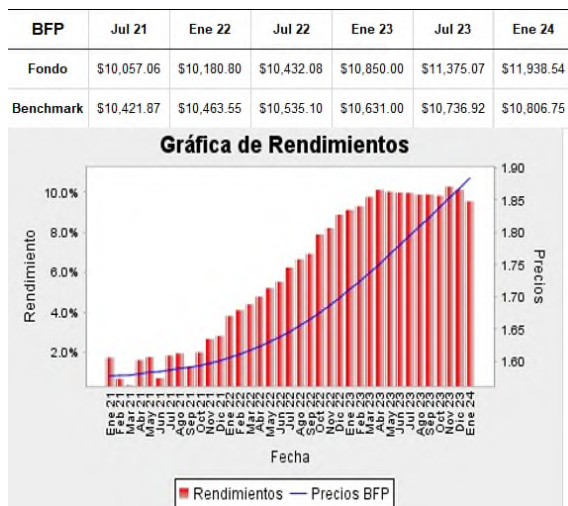 BFP Jul 21 Ene 22 Jul 22 Ene 23 Jul 23 Ene 24
Fondo $10,057.06 $10,180.80 $10,432.08 $10,850.00 $11,375.07 $11,938.54
Benchmark $10,421.87 $10,463.55 $10,535.10 $10,631.00 $10,736.92 $10,806.75
Gráfica de Rendimientos
Rendimiento
10.0%
8.0%
6.0%
4.0%
2.0%
1.90
1.85
1.80
1.75
1.70
1.65
1.60
Precios
Ene 21
Feb 21
Mar 21
Abr 21
May 21
Jun 21
Jul 21
Ago 21
Sep 21
Oct 21
Nov 21
Dic 21
Ene 22
Feb 22
Mar 22
Abr 22
May 22
Jun 22
Jul 22
Ago 22
Sep 22
Oct 22
Nov 22
Dic 22
Ene 23
Feb 23
Mar 23
Abr 23
May 23
Jun 23
Jul 23
Ago 23
Sep 23
Oct 23
Nov 23
Dic 23
Ene 24
Fecha
Rendimientos Precios BFP